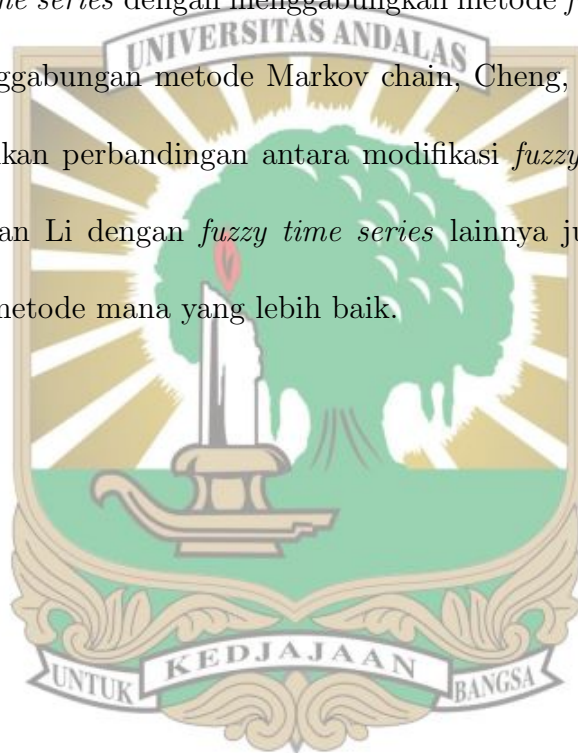 me series dengan menggabungkan metode f
UNIVERSITAS ANDALAS
ggabungan metode Markov chain, Cheng,
kan perbandingan antara modifikasi fuzzy
an Li dengan fuzzy time series lainnya ju
metode mana yang lebih baik.
UNTUK KEDJAJAAN BANGSA